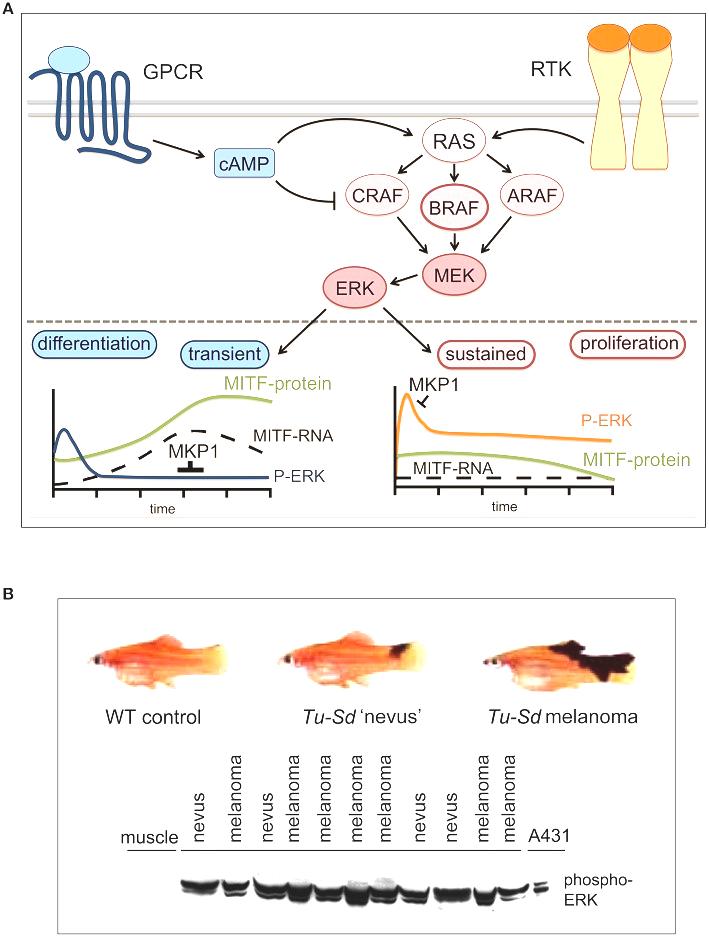 A
GPCR
RTK
cAMP
RAS
CRAF
BRAF
ARAF
MEK
ERK
differentiation
transient
sustained
proliferation
MITF-protein
MITF-RNA
MKP1
P-ERK
time
MKP1
P-ERK
MITF-RNA
MITF-protein
time
B
WT control
Tu-Sd 'nevus'
Tu-Sd melanoma
muscle
nevus
melanoma
nevus
melanoma
melanoma
melanoma
melanoma
nevus
nevus
melanoma
melanoma
A431
phospho-
ERK